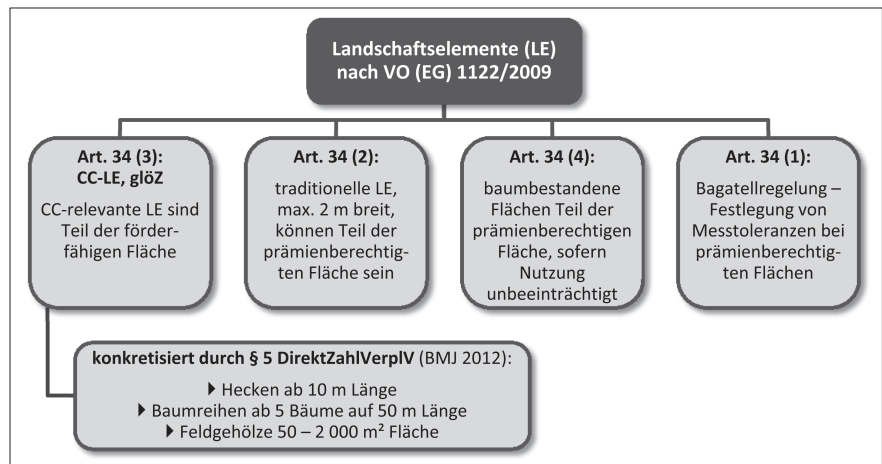 Landschaftselemente (LE)
nach VO (EG) 1122/2009
Art. 34 (3):
CC-LE, glöZ
CC-relevante LE sind
Teil der förder-
fähigen Fläche
Art. 34 (2):
traditionelle LE,
max. 2 m breit,
können Teil der
prämienberechtig-
ten Fläche sein
Art. 34 (4):
baumbestandene
Flächen Teil der
prämienberechtigen
Fläche, sofern
Nutzung
unbeeinträchtigt
Art. 34 (1):
Bagatellregelung –
Festlegung von
Messtoleranzen bei
prämienberechtig-
ten Flächen
konkretisiert durch § 5 DirektZahlVerplV (BMJ 2012):
▶ Hecken ab 10 m Länge
▶ Baumreihen ab 5 Bäume auf 50 m Länge
▶ Feldgehölze 50 – 2 000 m² Fläche